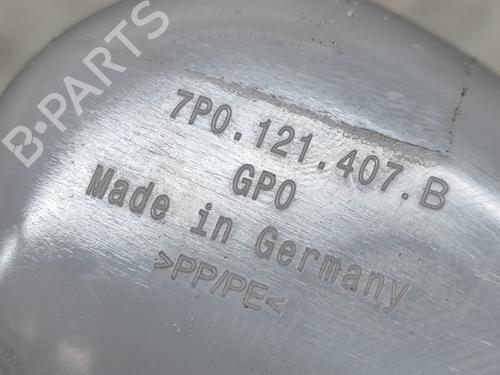 B-PARTS
7P0.121.407.B
GPO
Made in Germany
>PP/PE<